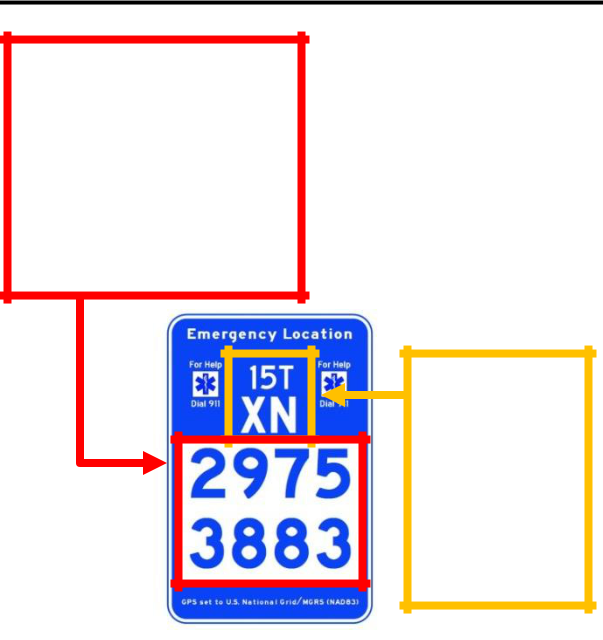 Emergency Location
For Help
Dial 911
15T
XN
For Help
Dial
2975
3883
GPS set to U.S. National Grid/MGRS (NAD83)